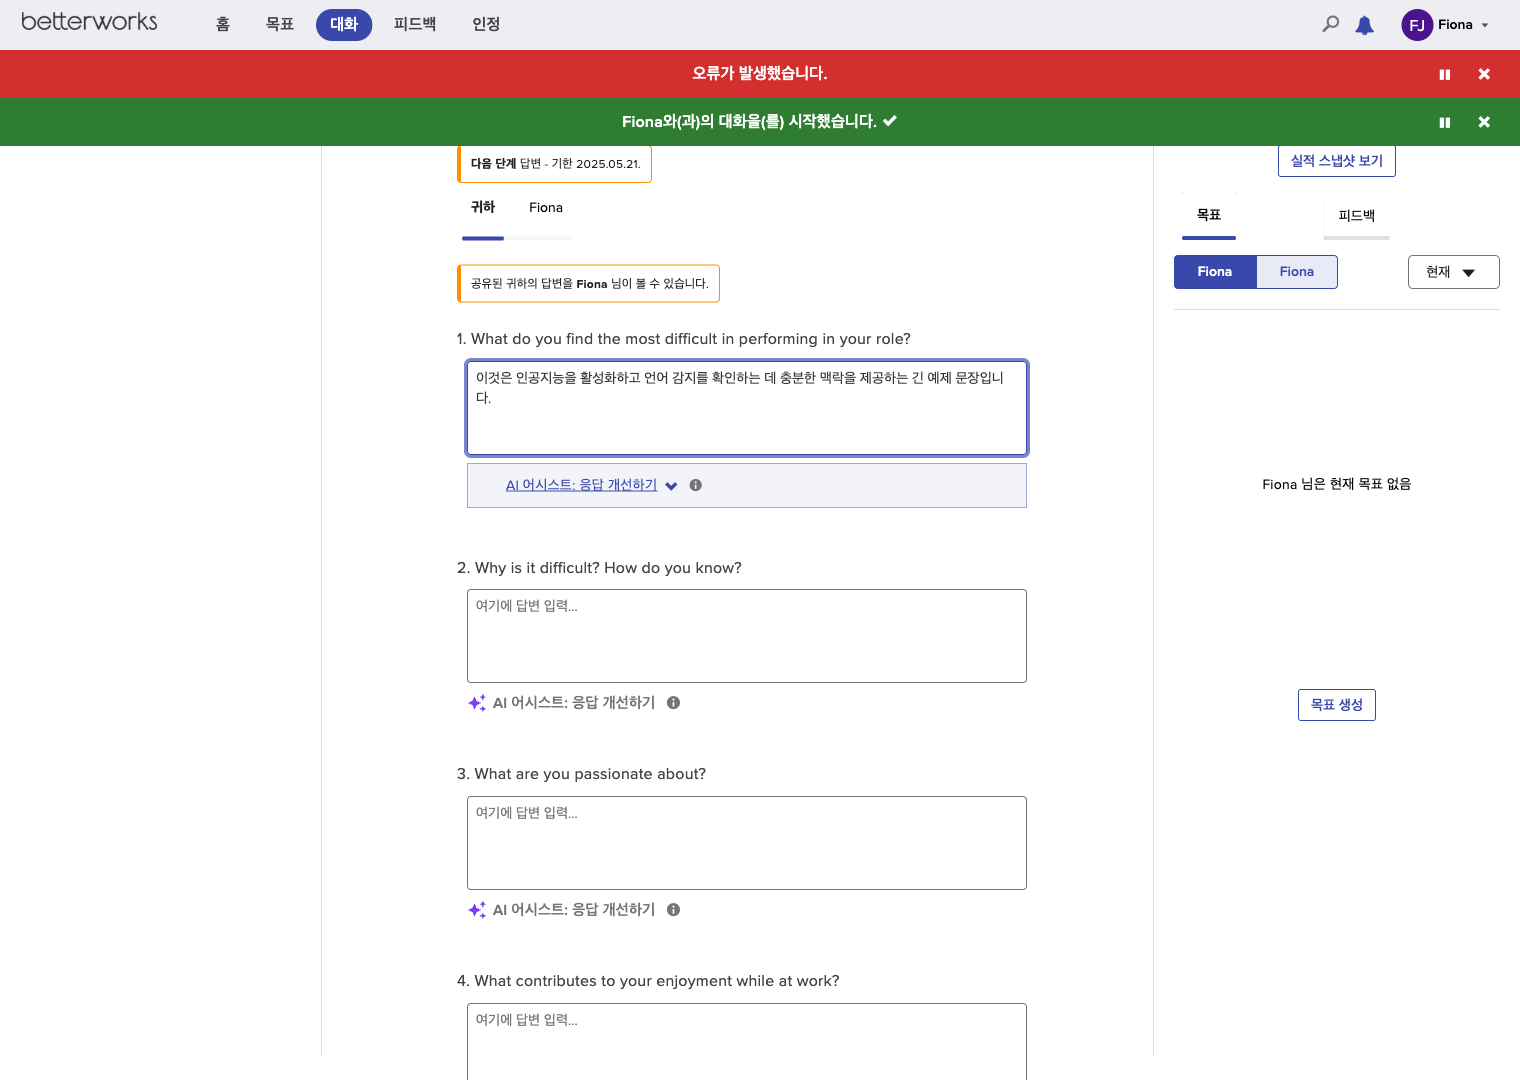 betterworks
홈 목표 대화 피드백 인정
FJ Fiona
오류가 발생했습니다.
Fiona와(과)의 대화을(를) 시작했습니다.
다음 단계 답변 - 기한 2025.05.21.
귀하 Fiona
공유된 귀하의 답변을 Fiona 님이 볼 수 있습니다.
1. What do you find the most difficult in performing in your role?
이것은 인공지능을 활성화하고 언어 감지를 확인하는 데 충분한 맥락을 제공하는 긴 예제 문장입니
다.
AI 어시스트: 응답 개선하기
2. Why is it difficult? How do you know?
여기에 답변 입력...
AI 어시스트: 응답 개선하기
3. What are you passionate about?
여기에 답변 입력...
AI 어시스트: 응답 개선하기
4. What contributes to your enjoyment while at work?
여기에 답변 입력...
실적 스냅샷 보기
목표 피드백
Fiona Fiona 현재
Fiona 님은 현재 목표 없음
목표 생성